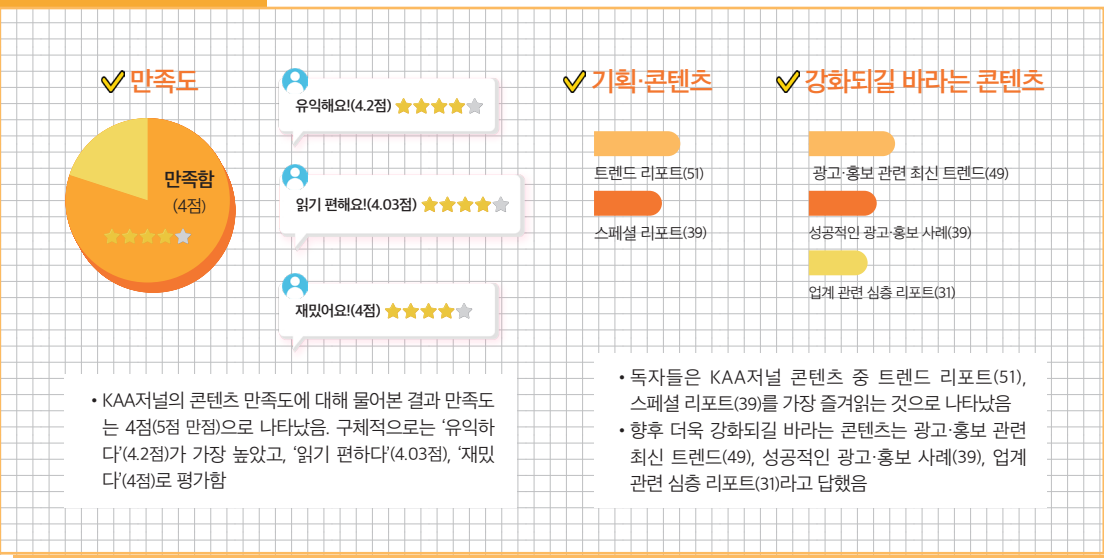 만족도
만족함
(4점)
유익해요!(4.2점)
읽기 편해요!(4.03점)
재밌어요!(4점)
• KAA저널의 콘텐츠 만족도에 대해 물어본 결과 만족도
는 4점(5점 만점)으로 나타났음. 구체적으로는 ‘유익하
다’(4.2점)가 가장 높았고, ‘읽기 편하다’(4.03점), ‘재밌
다’(4점)로 평가함
기획·콘텐츠
트렌드 리포트(51)
스페셜 리포트(39)
강화되길 바라는 콘텐츠
광고·홍보 관련 최신 트렌드(49)
성공적인 광고·홍보 사례(39)
업계 관련 심층 리포트(31)
• 독자들은 KAA저널 콘텐츠 중 트렌드 리포트(51),
스페셜 리포트(39)를 가장 즐겨읽는 것으로 나타났음
• 향후 더욱 강화되길 바라는 콘텐츠는 광고·홍보 관련
최신 트렌드(49), 성공적인 광고·홍보 사례(39), 업계
관련 심층 리포트(31)라고 답했음